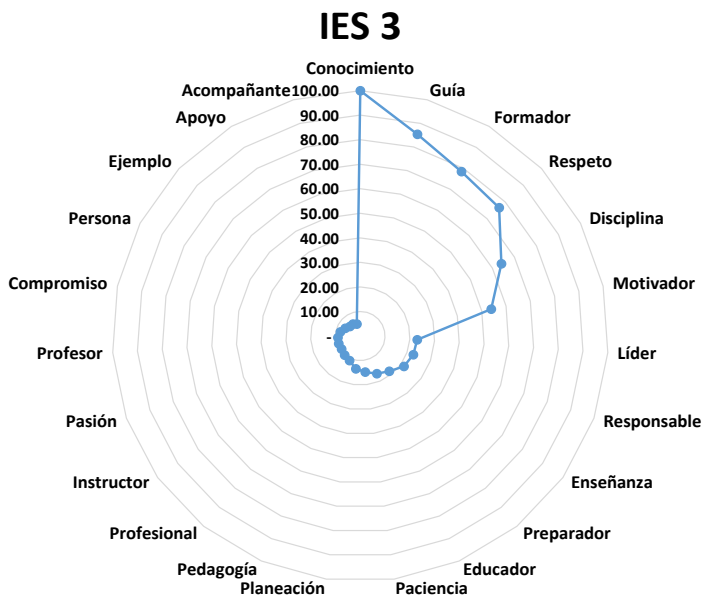 IES 3
Conocimiento
Guía
Formador
Respeto
Disciplina
Motivador
Líder
Responsable
Enseñanza
Preparador
Educador
Paciencia
Planeación
Pedagogía
Profesional
Instructor
Pasión
Profesor
Compromiso
Persona
Ejemplo
Apoyo
Acompañante
100.00
90.00
80.00
70.00
60.00
50.00
40.00
30.00
20.00
10.00
-